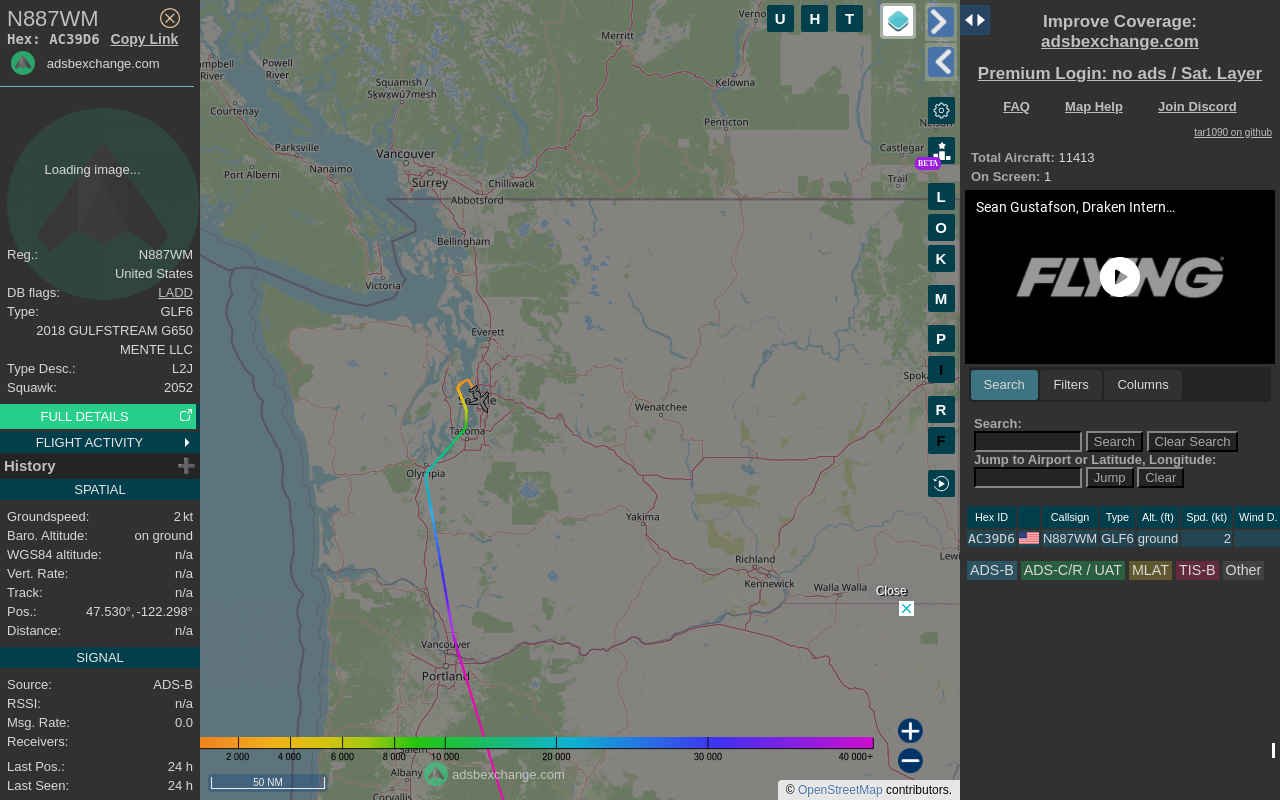 N887WM
Hex: AC39D6 Copy Link
adsbexchange.com
Loading image...
Reg.: N887WM
United States
DB flags: LADD
Type: GLF6
2018 GULFSTREAM G650
MENTE LLC
Type Desc.: L2J
Squawk: 2052
FULL DETAILS
FLIGHT ACTIVITY
History
SPATIAL
Groundspeed: 2 kt
Baro. Altitude: on ground
WGS84 altitude: n/a
Vert. Rate: n/a
Track: n/a
Pos.: 47.530°, -122.298°
Distance: n/a
SIGNAL
Source: ADS-B
RSSI: n/a
Msg. Rate: 0.0
Receivers:
Last Pos.: 24 h
Last Seen: 24 h
Merritt
Powell
River
River
Squamish /
Sḵwx̱wú7mesh
Kelowna
Courtenay
Penticton
Parksville
Vancouver
Castlegar
Nanaimo
Port Alberni
Surrey
Chilliwack
Trail
Abbotsford
Bellingham
Victoria
Everett
Wenatchee
Tacoma
Olympia
Yakima
Richland
Kennewick
Walla Walla
Vancouver
Portland
Albany
Corvallis
U H T
BETA
L
O
K
M
P
I
R
F
Close
2 000 4 000 6 000 8 000 10 000 20 000 30 000 40 000+
adsbexchange.com
50 NM
© OpenStreetMap contributors.
Improve Coverage:
adsbexchange.com
Premium Login: no ads / Sat. Layer
FAQ Map Help Join Discord
tar1090 on github
Total Aircraft: 11413
On Screen: 1
Sean Gustafson, Draken Intern...
FLYING
Search Filters Columns
Search:
Search Clear Search
Jump to Airport or Latitude, Longitude:
Jump Clear
Hex ID Callsign Type Alt. (ft) Spd. (kt) Wind D.
AC39D6 N887WM GLF6 ground 2
ADS-B ADS-C/R / UAT MLAT TIS-B Other